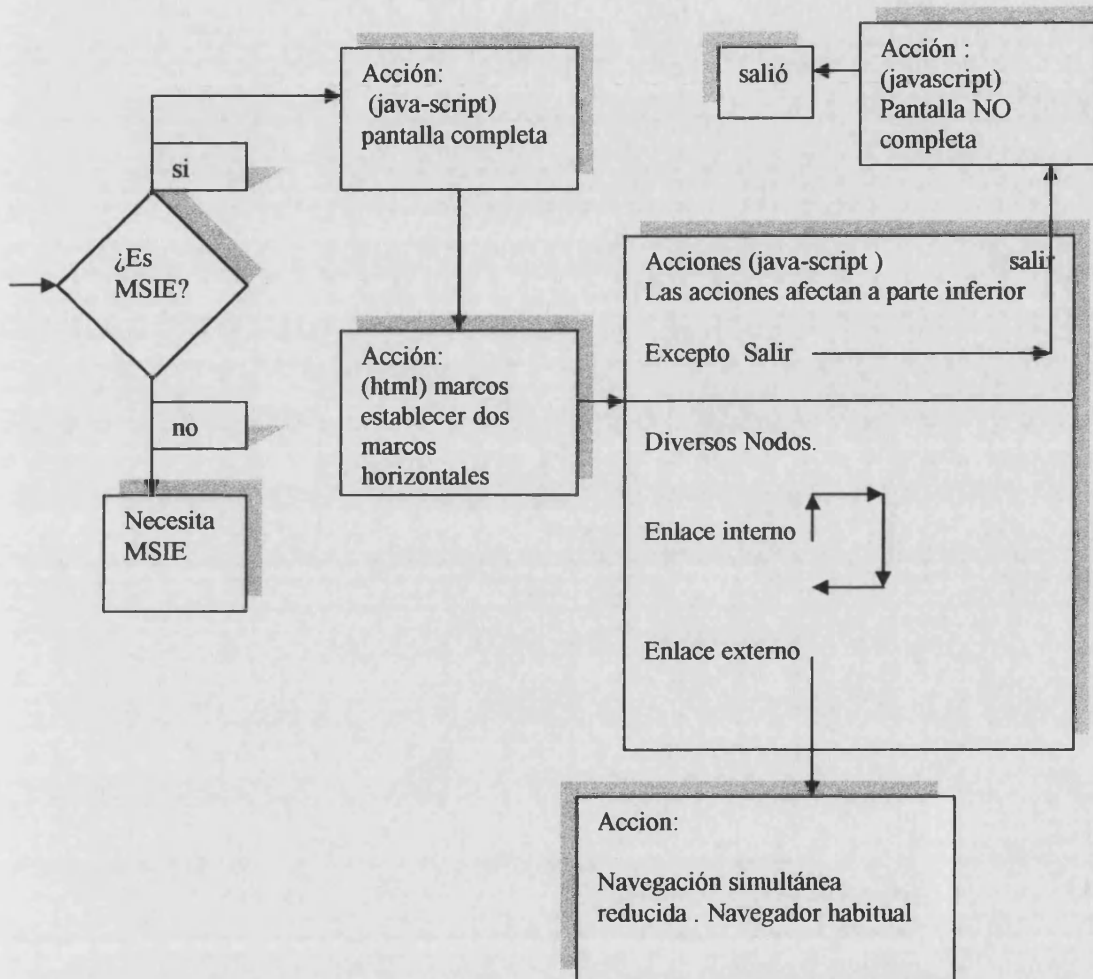 ¿Es
MSIE?
si
no
Necesita
MSIE
Acción:
(java-script)
pantalla completa
Acción:
(html) marcos
establecer dos
marcos
horizontales
Acciones (java-script ) salir
Las acciones afectan a parte inferior
Excepto Salir
Diversos Nodos.
Enlace interno
Enlace externo
Acción :
(javascript)
Pantalla NO
completa
salió
Accion:
Navegación simultánea
reducida . Navegador habitual